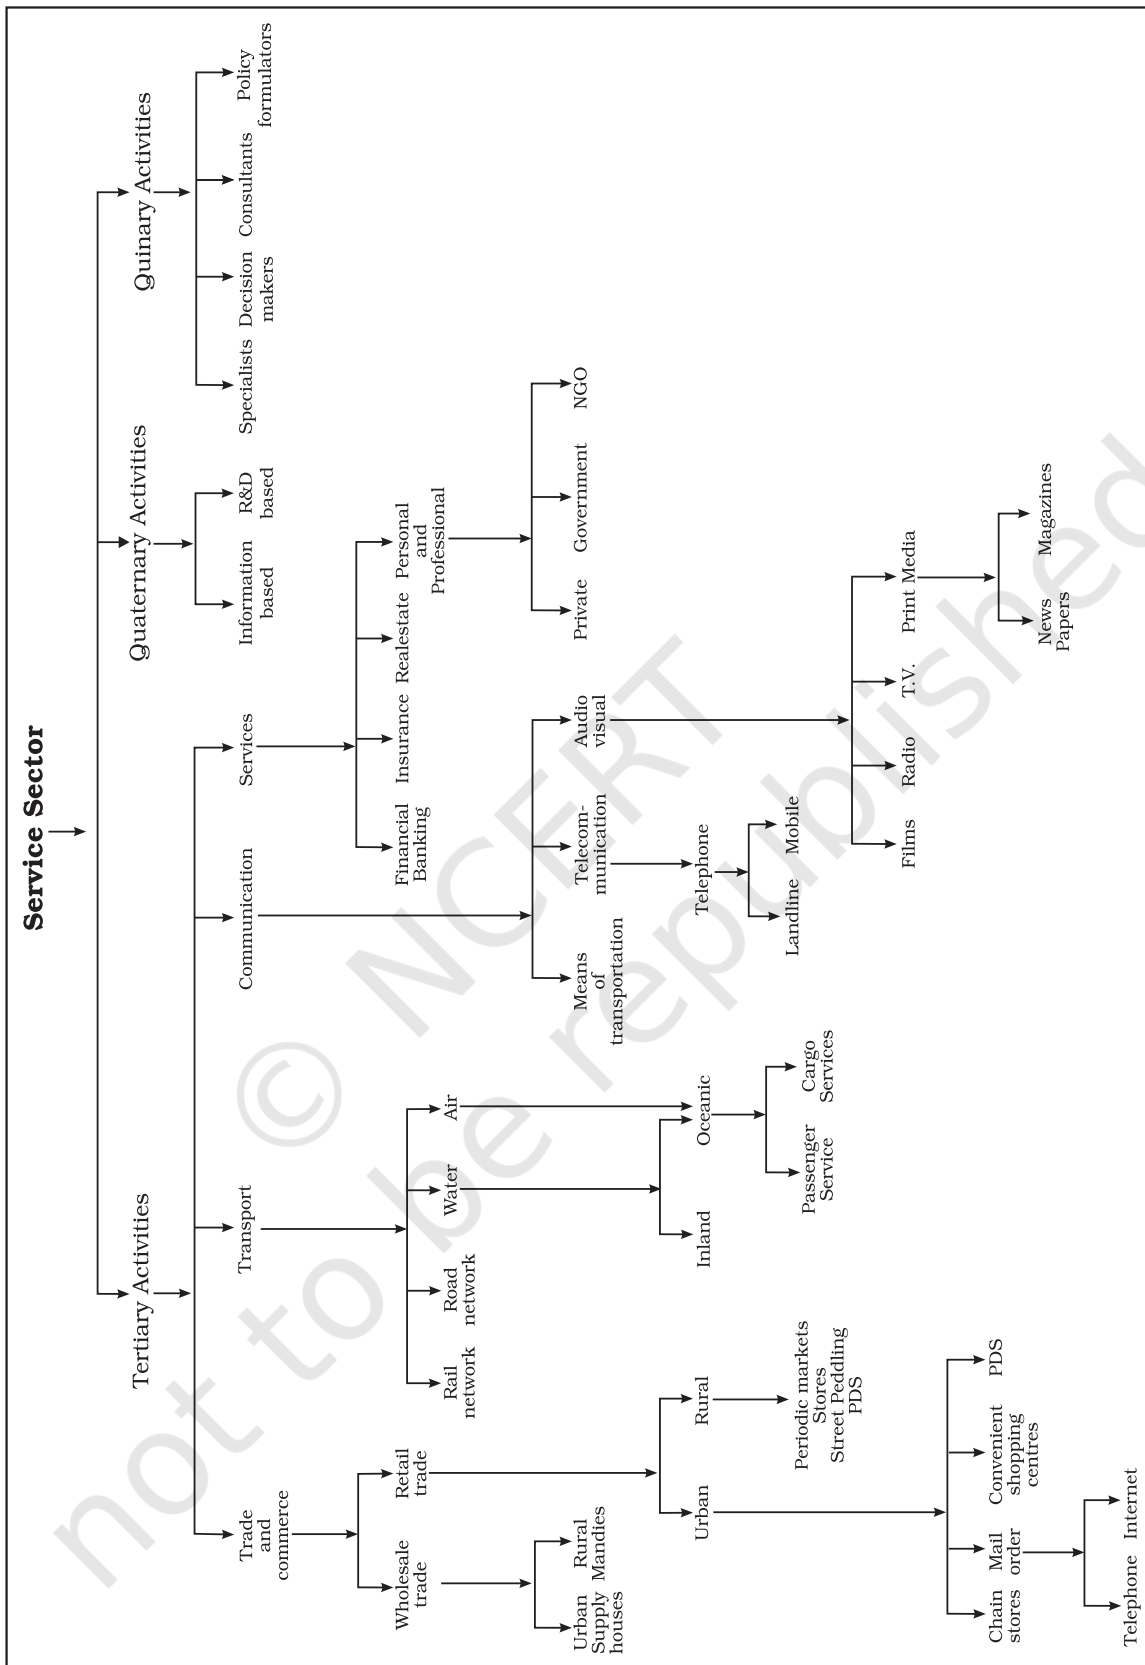 Service Sector
Tertiary Activities
Quaternary Activities
Quinary Activities
Trade
and
commerce
Transport
Communication
Services
Information
based
R&D
based
Specialists
Decision
makers
Consultants
Policy
formulators
Wholesale
trade
Retail
trade
Rail
network
Road
network
Water
Air
Financial
Banking
Insurance
Realestate
Personal
and
Professional
Urban
Supply
houses
Rural
Mandies
Means
of
transportation
Telecom-
munication
Audio
visual
Private
Government
NGO
Urban
Rural
Inland
Oceanic
Telephone
Periodic markets
Stores
Street Peddling
PDS
Passenger
Service
Cargo
Services
Landline
Mobile
Films
Radio
T.V.
Print Media
Chain
stores
Mail
order
Convenient
shopping
centres
PDS
News
Papers
Magazines
Telephone
Internet
© NCERT
not to be republished